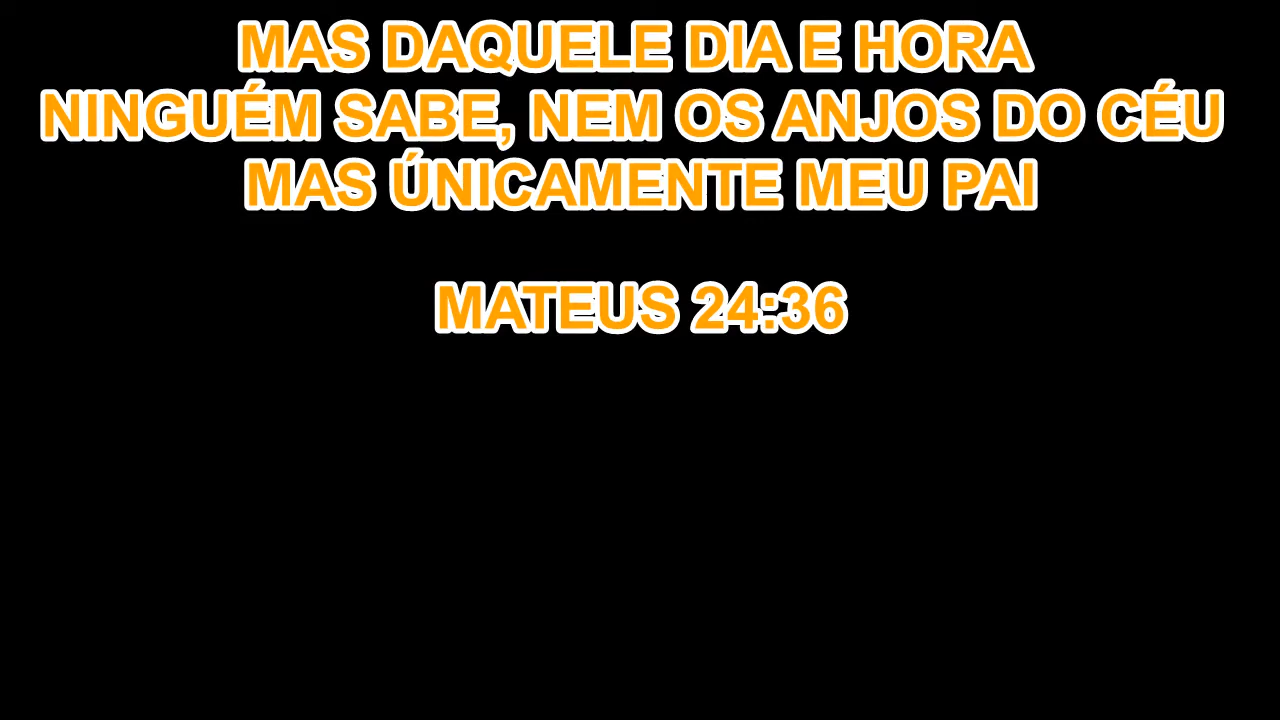 MAS DAQUELE DIA E HORA
NINGUÉM SABE, NEM OS ANJOS DO CÉU
MAS ÚNICAMENTE MEU PAI
MATEUS 24:36